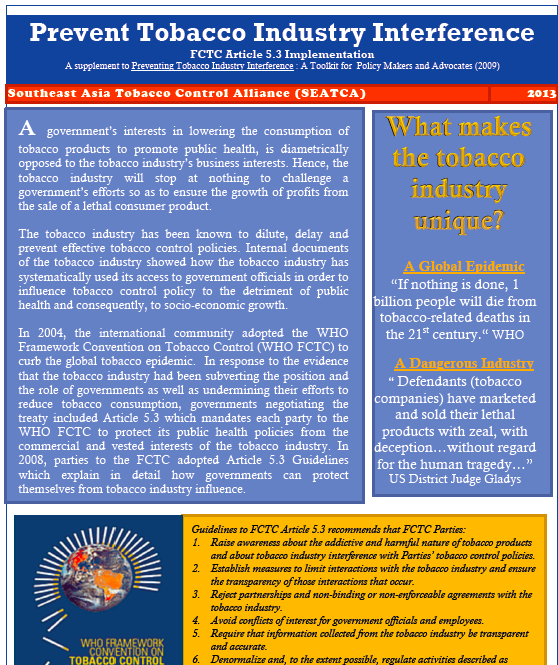 Prevent Tobacco Industry Interference
FCTC Article 5.3 Implementation
A supplement to Preventing Tobacco Industry Interference : A Toolkit for Policy Makers and Advocates (2009)
Southeast Asia Tobacco Control Alliance (SEATCA) 2013
A government's interests in lowering the consumption of
tobacco products to promote public health, is diametrically
opposed to the tobacco industry's business interests. Hence, the
tobacco industry will stop at nothing to challenge a
government's efforts so as to ensure the growth of profits from
the sale of a lethal consumer product.
The tobacco industry has been known to dilute, delay and
prevent effective tobacco control policies. Internal documents
of the tobacco industry showed how the tobacco industry has
systematically used its access to government officials in order to
influence tobacco control policy to the detriment of public
health and consequently, to socio-economic growth.
In 2004, the international community adopted the WHO
Framework Convention on Tobacco Control (WHO FCTC) to
curb the global tobacco epidemic. In response to the evidence
that the tobacco industry had been subverting the position and
the role of governments as well as undermining their efforts to
reduce tobacco consumption, governments negotiating the
treaty included Article 5.3 which mandates each party to the
WHO FCTC to protect its public health policies from the
commercial and vested interests of the tobacco industry. In
2008, parties to the FCTC adopted Article 5.3 Guidelines
which explain in detail how governments can protect
themselves from tobacco industry influence.
What makes
the tobacco
industry
unique?
A Global Epidemic
"If nothing is done, 1
billion people will die from
tobacco-related deaths in
the 21st century." WHO
A Dangerous Industry
" Defendants (tobacco
companies) have marketed
and sold their lethal
products with zeal, with
deception…without regard
for the human tragedy…"
US District Judge Gladys
WHO FRAMEWORK
CONVENTION ON
TOBACCO CONTROL
Guidelines to FCTC Article 5.3 recommends that FCTC Parties:
1. Raise awareness about the addictive and harmful nature of tobacco products
and about tobacco industry interference with Parties' tobacco control policies.
2. Establish measures to limit interactions with the tobacco industry and ensure
the transparency of those interactions that occur.
3. Reject partnerships and non-binding or non-enforceable agreements with the
tobacco industry.
4. Avoid conflicts of interest for government officials and employees.
5. Require that information collected from the tobacco industry be transparent
and accurate.
6. Denormalize and, to the extent possible, regulate activities described as